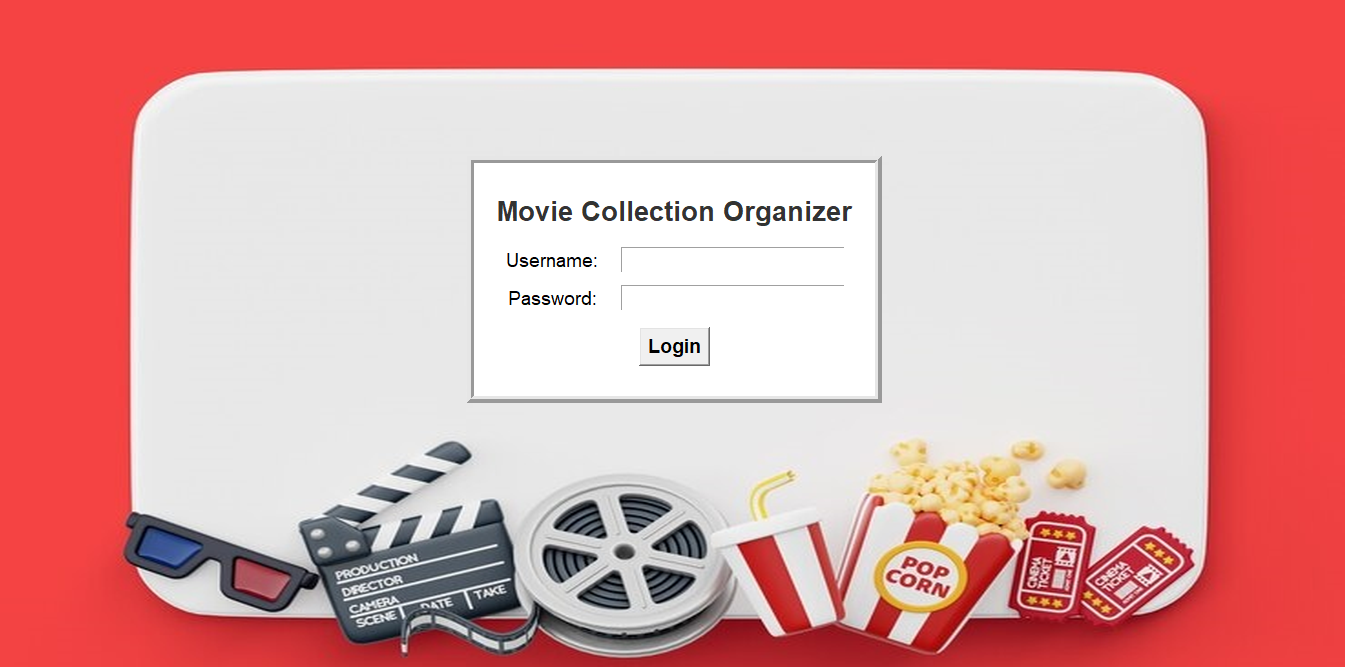 Movie Collection Organizer
Username:
Password:
Login
PRODUCTION
DIRECTOR
CAMERA
SCENE DATE TAKE
POP
CORN
CINEMA
TICKET
CINEMA
TICKET